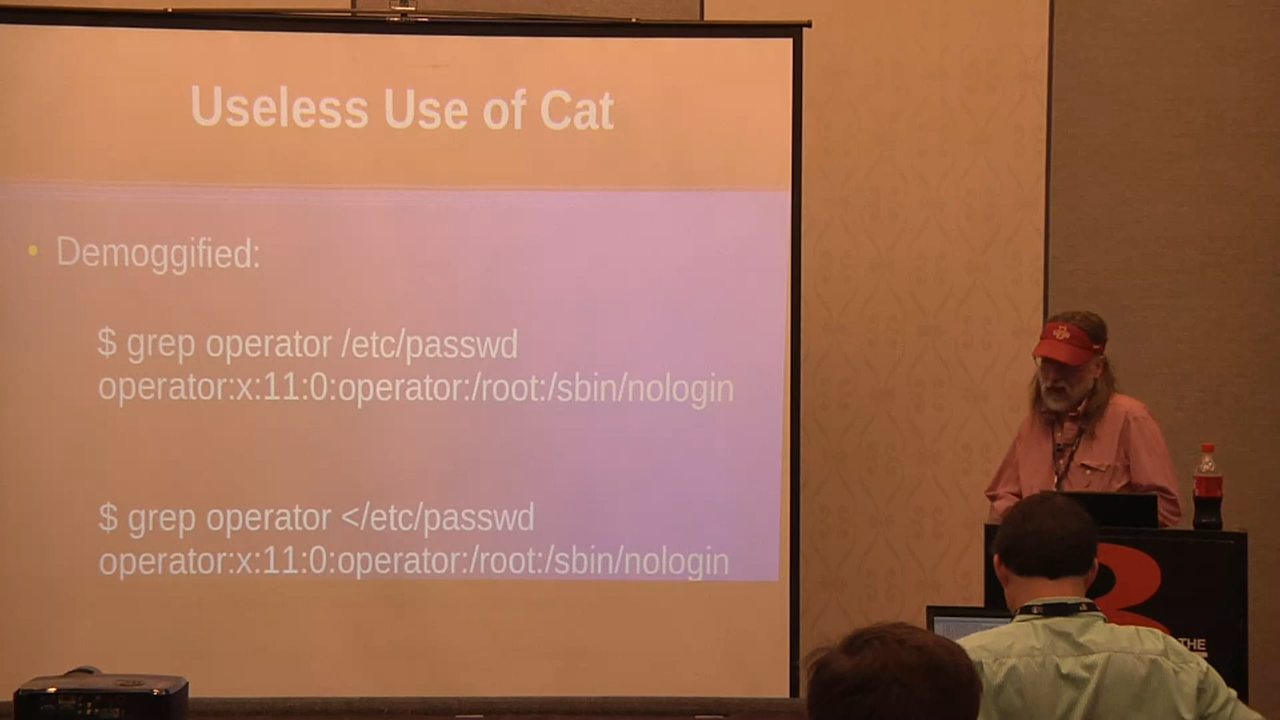 Useless Use of Cat
• Demoggified:
$ grep operator /etc/passwd
operator:x:11:0:operator:/root:/sbin/nologin
$ grep operator </etc/passwd
operator:x:11:0:operator:/root:/sbin/nologin
THE